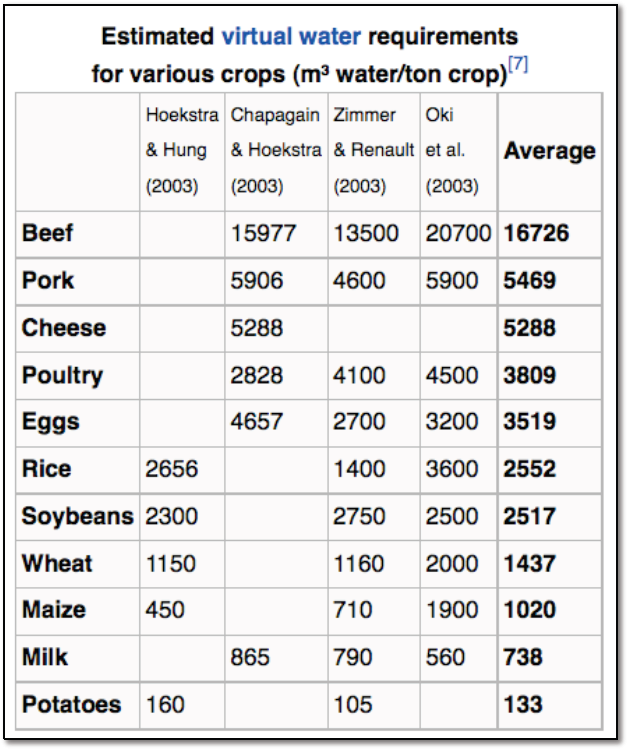 Estimated virtual water requirements
for various crops (m³ water/ton crop)[7]
Hoekstra & Hung (2003) Chapagain & Hoekstra (2003) Zimmer & Renault (2003) Oki et al. (2003) Average
Beef 15977 13500 20700 16726
Pork 5906 4600 5900 5469
Cheese 5288 5288
Poultry 2828 4100 4500 3809
Eggs 4657 2700 3200 3519
Rice 2656 1400 3600 2552
Soybeans 2300 2750 2500 2517
Wheat 1150 1160 2000 1437
Maize 450 710 1900 1020
Milk 865 790 560 738
Potatoes 160 105 133